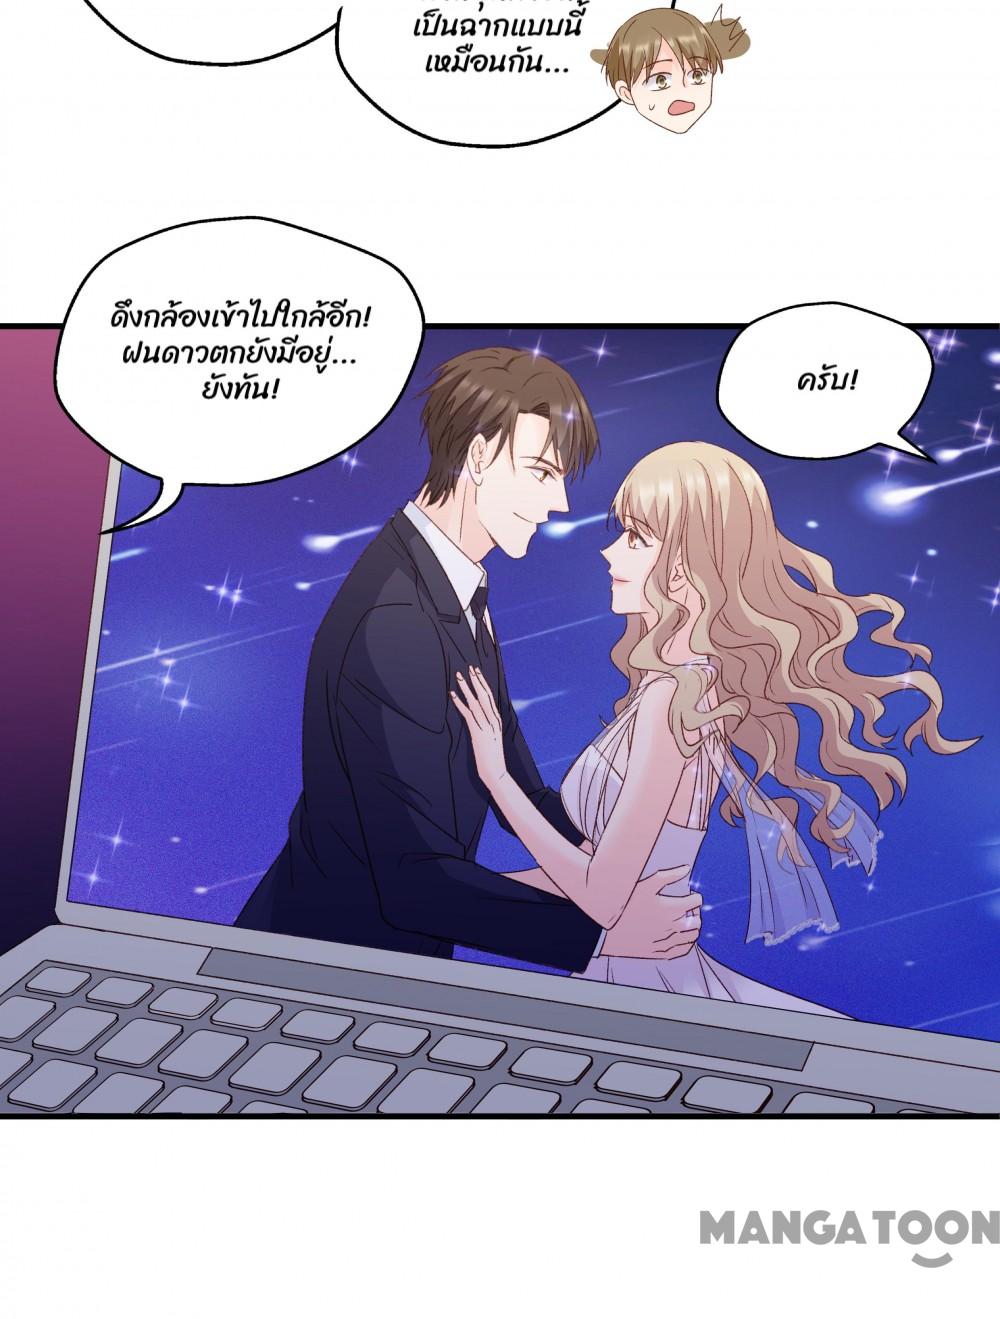 เป็นฉากแบบนี้
เหมือนกัน...
ดึงกล้องเข้าไปใกล้อีก!
ฝนดาวตกยังมีอยู่...
ยังทัน!
ครับ!
MANGATOON